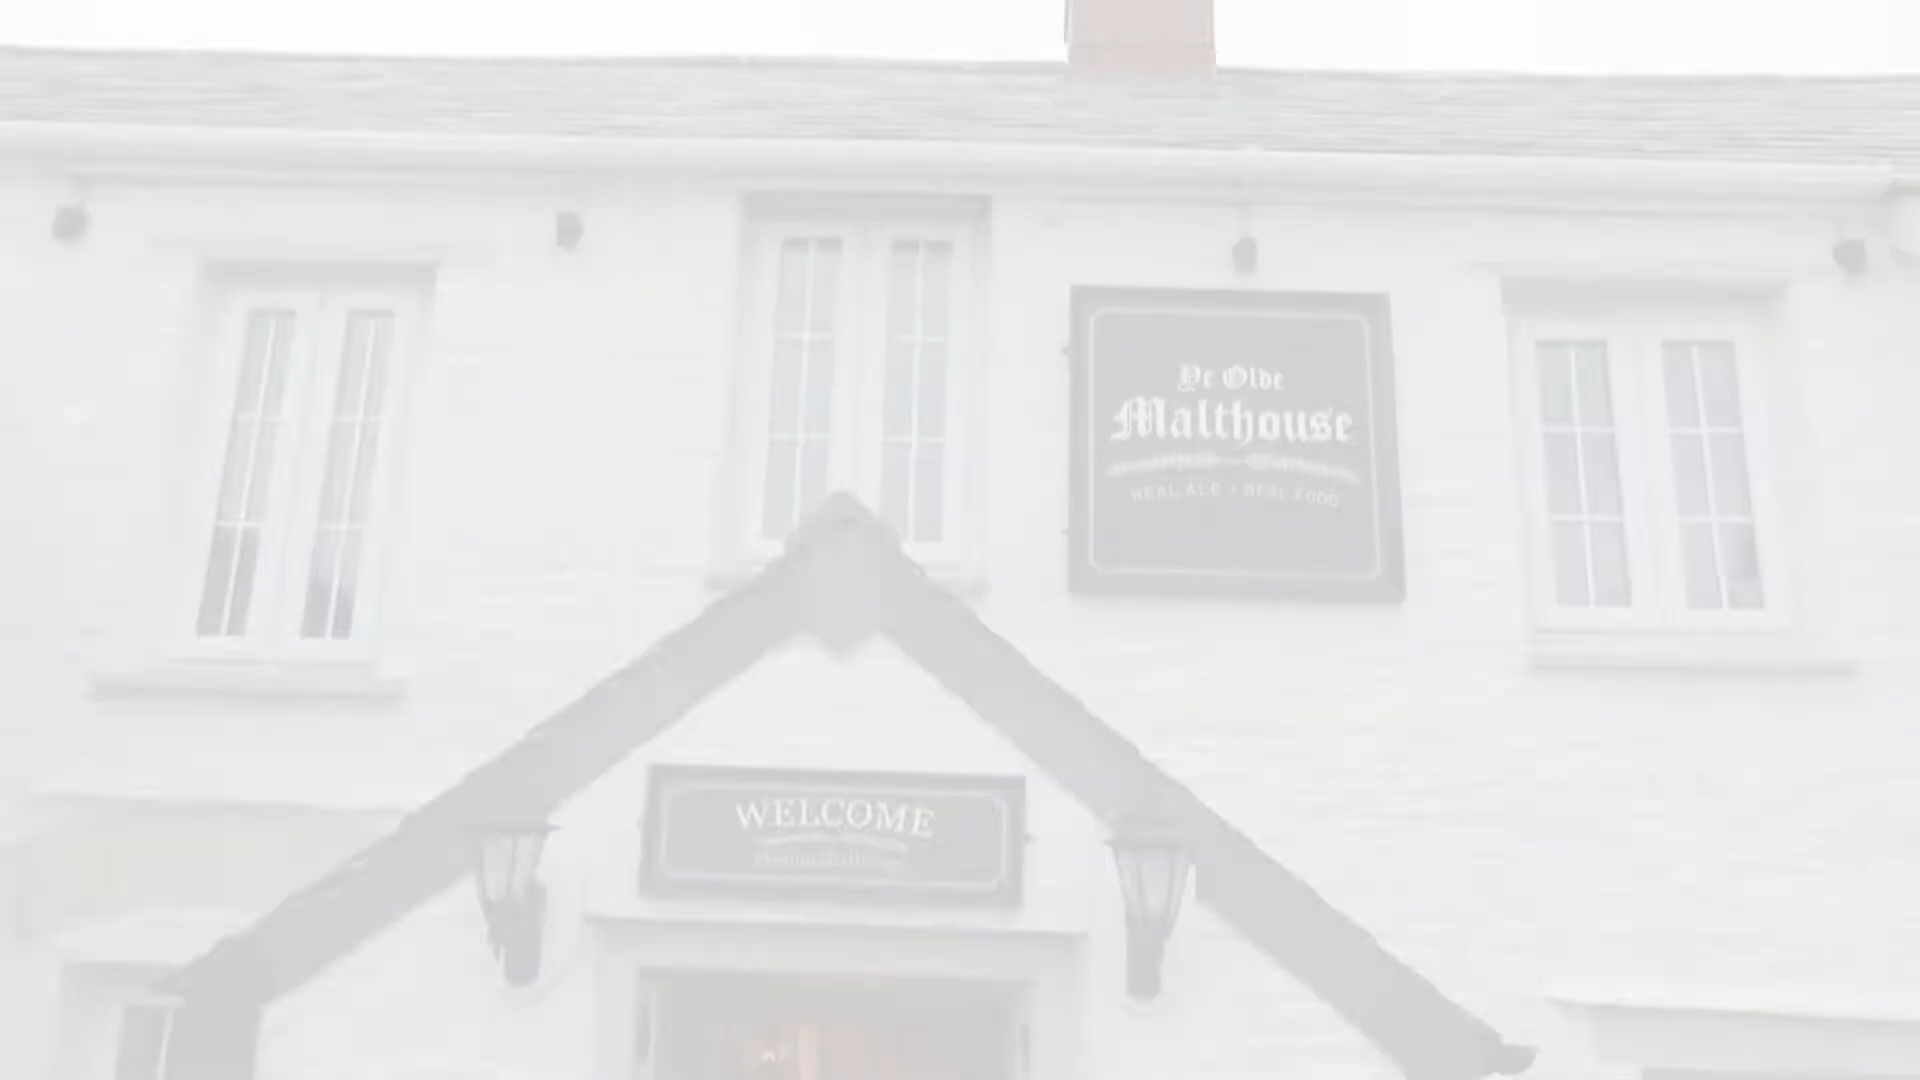 Ye Olde
Malthouse
REAL ALE • REAL FOOD
WELCOME